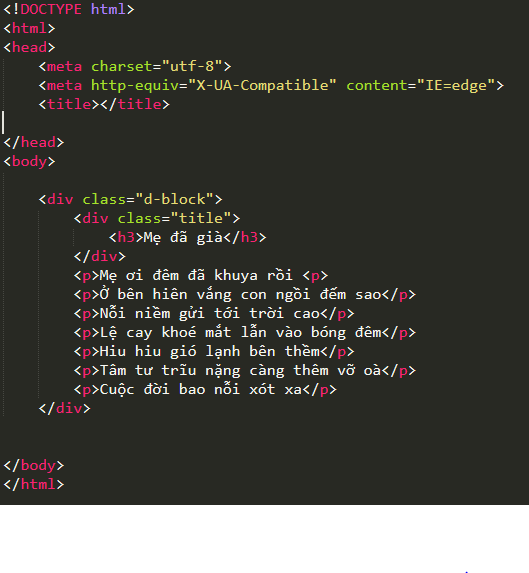 <!DOCTYPE html>
<html>
<head>
    <meta charset="utf-8">
    <meta http-equiv="X-UA-Compatible" content="IE=edge">
    <title></title>
</head>
<body>
    <div class="d-block">
        <div class="title">
            <h3>Mẹ đã già</h3>
        </div>
        <p>Mẹ ơi đêm đã khuya rồi <p>
        <p>Ở bên hiên vắng con ngồi đếm sao</p>
        <p>Nỗi niềm gửi tới trời cao</p>
        <p>Lệ cay khoé mắt lẫn vào bóng đêm</p>
        <p>Hiu hiu gió lạnh bên thềm</p>
        <p>Tâm tư trĩu nặng càng thêm vỡ oà</p>
        <p>Cuộc đời bao nỗi xót xa</p>
    </div>
</body>
</html>